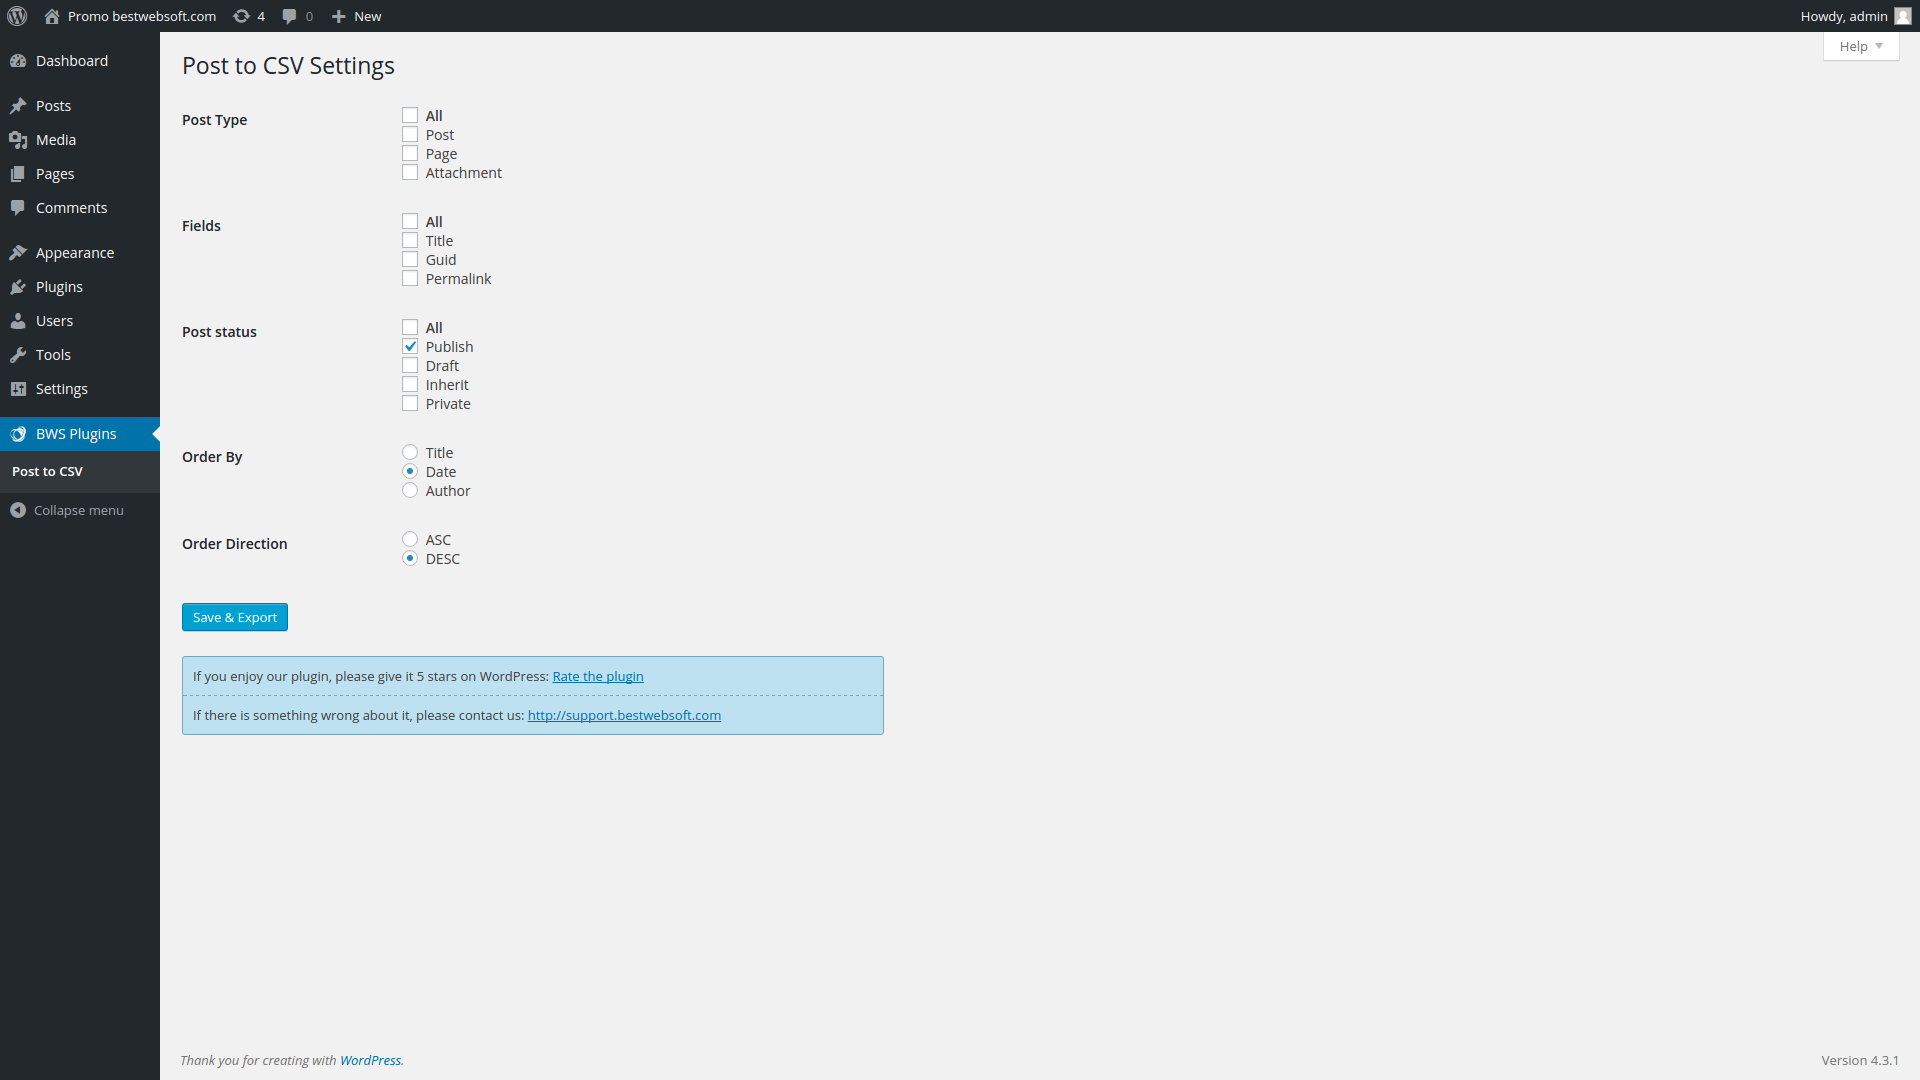 Promo bestwebsoft.com 4 0 New Howdy, admin
Help
Dashboard
Posts
Media
Pages
Comments
Appearance
Plugins
Users
Tools
Settings
BWS Plugins
Post to CSV
Collapse menu
Post to CSV Settings
Post Type
All
Post
Page
Attachment
Fields
All
Title
Guid
Permalink
Post status
All
Publish
Draft
Inherit
Private
Order By
Title
Date
Author
Order Direction
ASC
DESC
Save & Export
If you enjoy our plugin, please give it 5 stars on WordPress: Rate the plugin
If there is something wrong about it, please contact us: http://support.bestwebsoft.com
Thank you for creating with WordPress.
Version 4.3.1